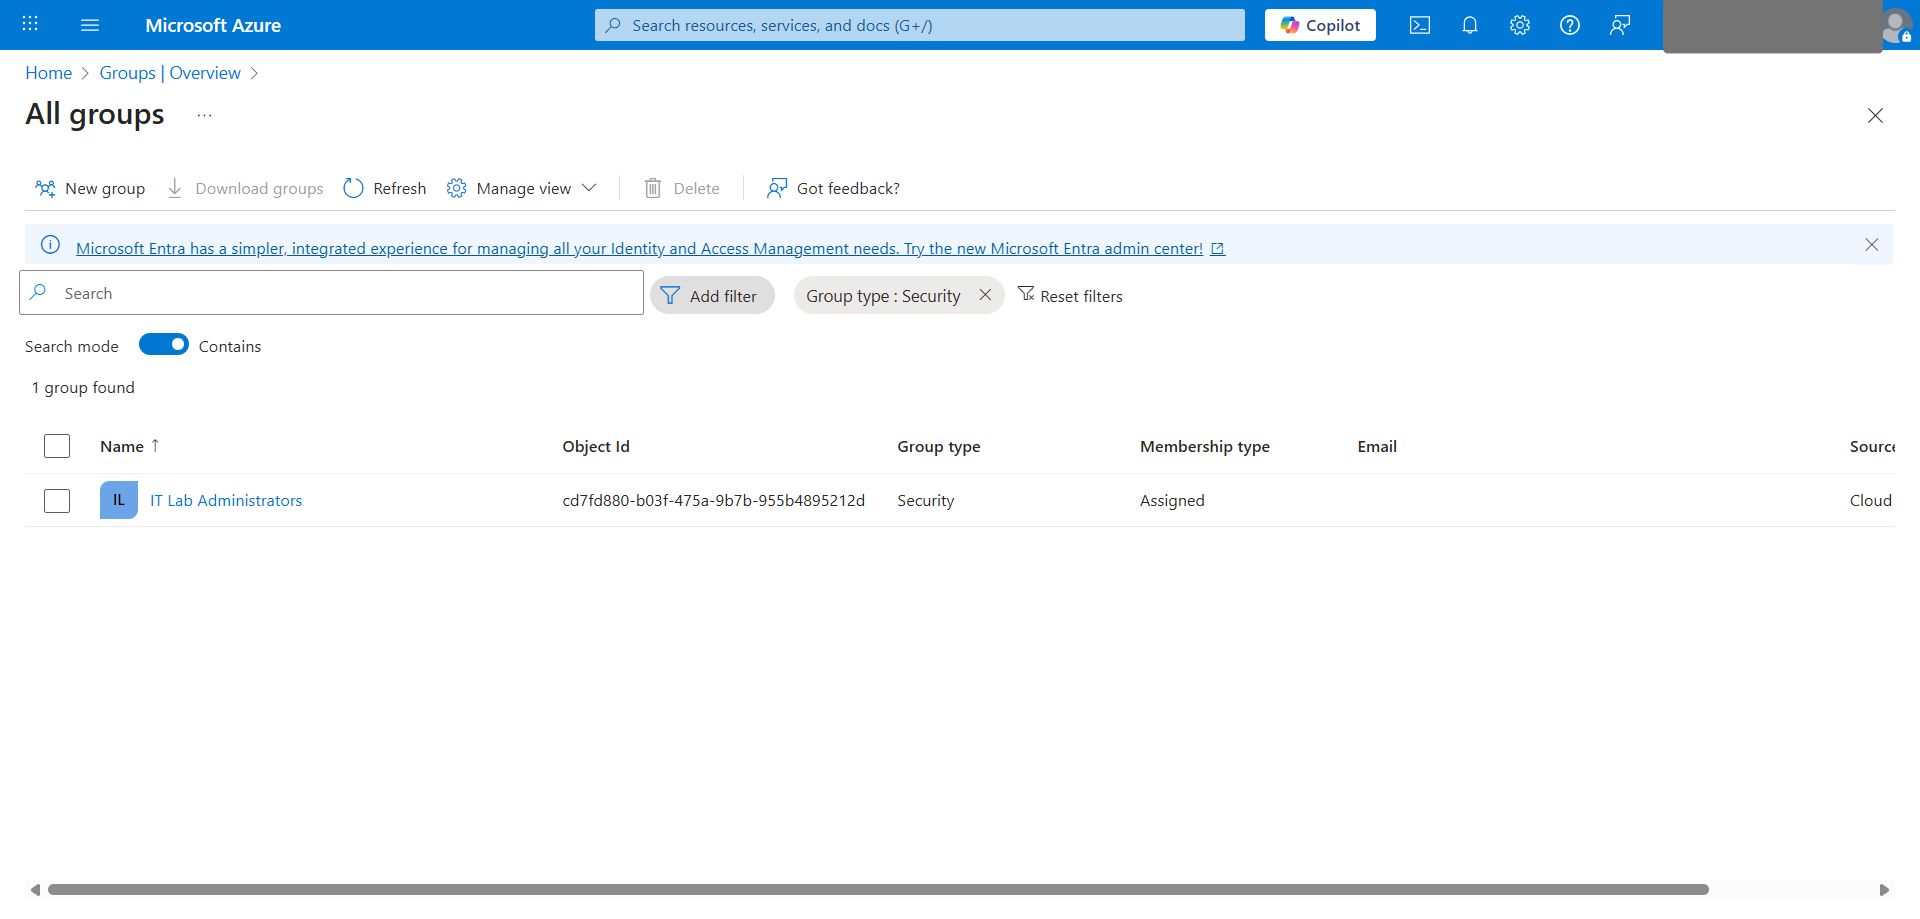 Microsoft Azure
Search resources, services, and docs (G+/)
Copilot
Home > Groups | Overview >
All groups ...
New group
Download groups
Refresh
Manage view
Delete
Got feedback?
Microsoft Entra has a simpler, integrated experience for managing all your Identity and Access Management needs. Try the new Microsoft Entra admin center!
Search
Add filter
Group type : Security
Reset filters
Search mode
Contains
1 group found
Name ↑ Object Id Group type Membership type Email Source
IL IT Lab Administrators cd7fd880-b03f-475a-9b7b-955b4895212d Security Assigned Cloud